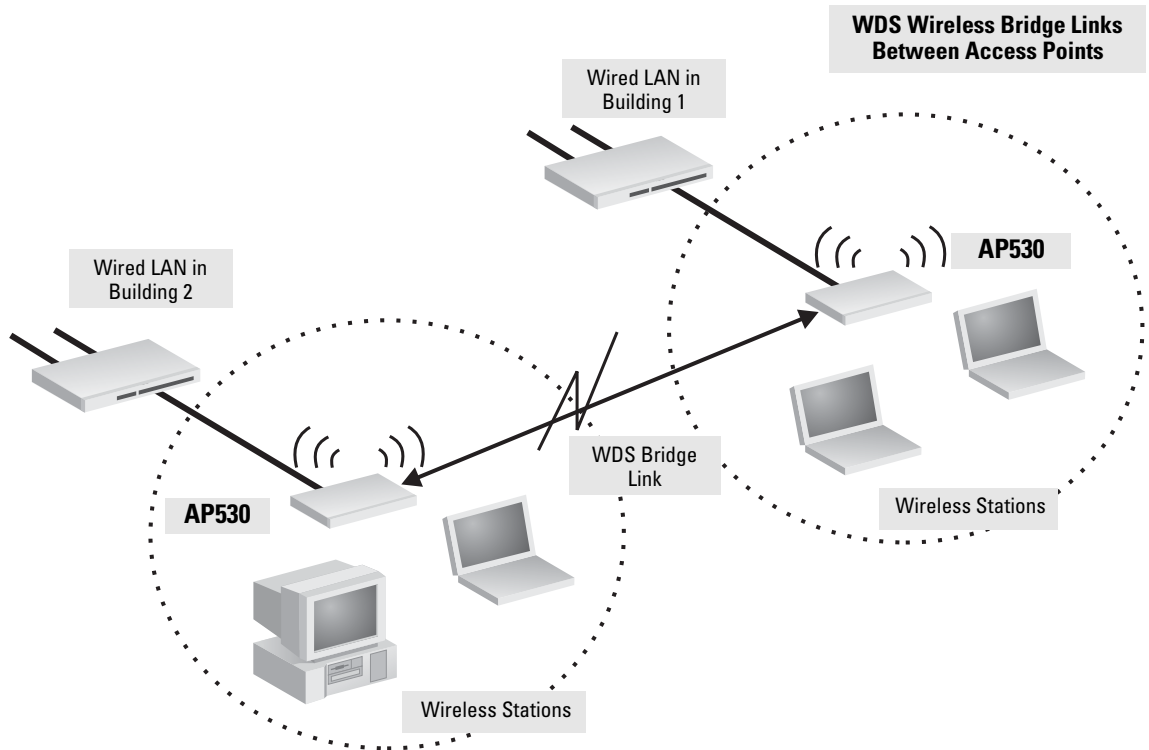 WDS Wireless Bridge Links
Between Access Points
Wired LAN in
Building 1
AP530
Wired LAN in
Building 2
WDS Bridge
Link
Wireless Stations
AP530
Wireless Stations